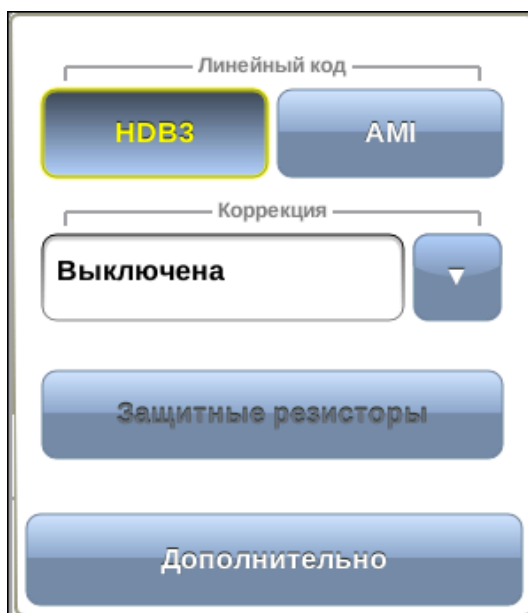 Линейный код
HDB3 AMI
Коррекция
Выключена
Защитные резисторы
Дополнительно